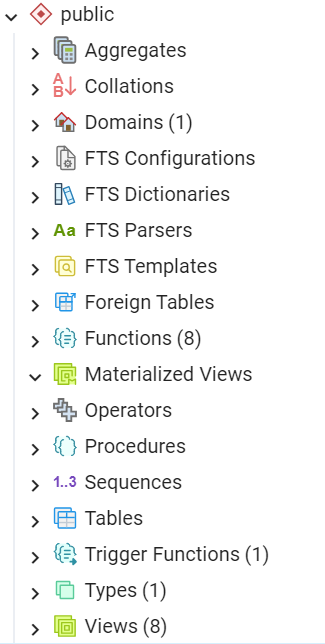 public
Aggregates
A
B
Collations
Domains (1)
FTS Configurations
FTS Dictionaries
Aa FTS Parsers
FTS Templates
Foreign Tables
{≡} Functions (8)
Materialized Views
Operators
{} Procedures
1..3 Sequences
Tables
{≡} Trigger Functions (1)
Types (1)
Views (8)